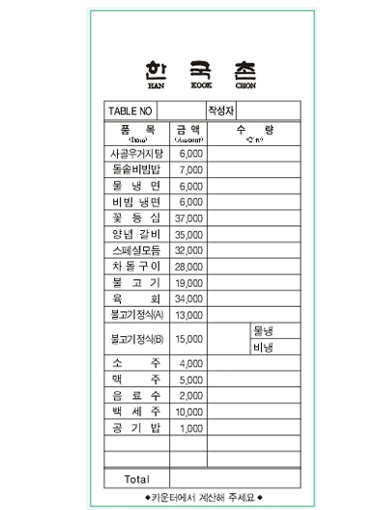 한 국 촌
HAN KOOK CHON
TABLE NO 작성자
품 목 금 액 수 량
(Item) (Amount) (Q'ty)
사골우거지탕 6,000
돌솥비빔밥 7,000
물 냉 면 6,000
비빔 냉면 6,000
꽃 등 심 37,000
양념 갈비 35,000
스페셜모듬 32,000
차돌구이 28,000
불 고 기 19,000
육 회 34,000
불고기정식(A) 13,000
불고기정식(B) 15,000 물냉
비냉
소 주 4,000
맥 주 5,000
음 료 수 2,000
백 세 주 10,000
공 기 밥 1,000
Total
◆카운터에서 계산해 주세요◆